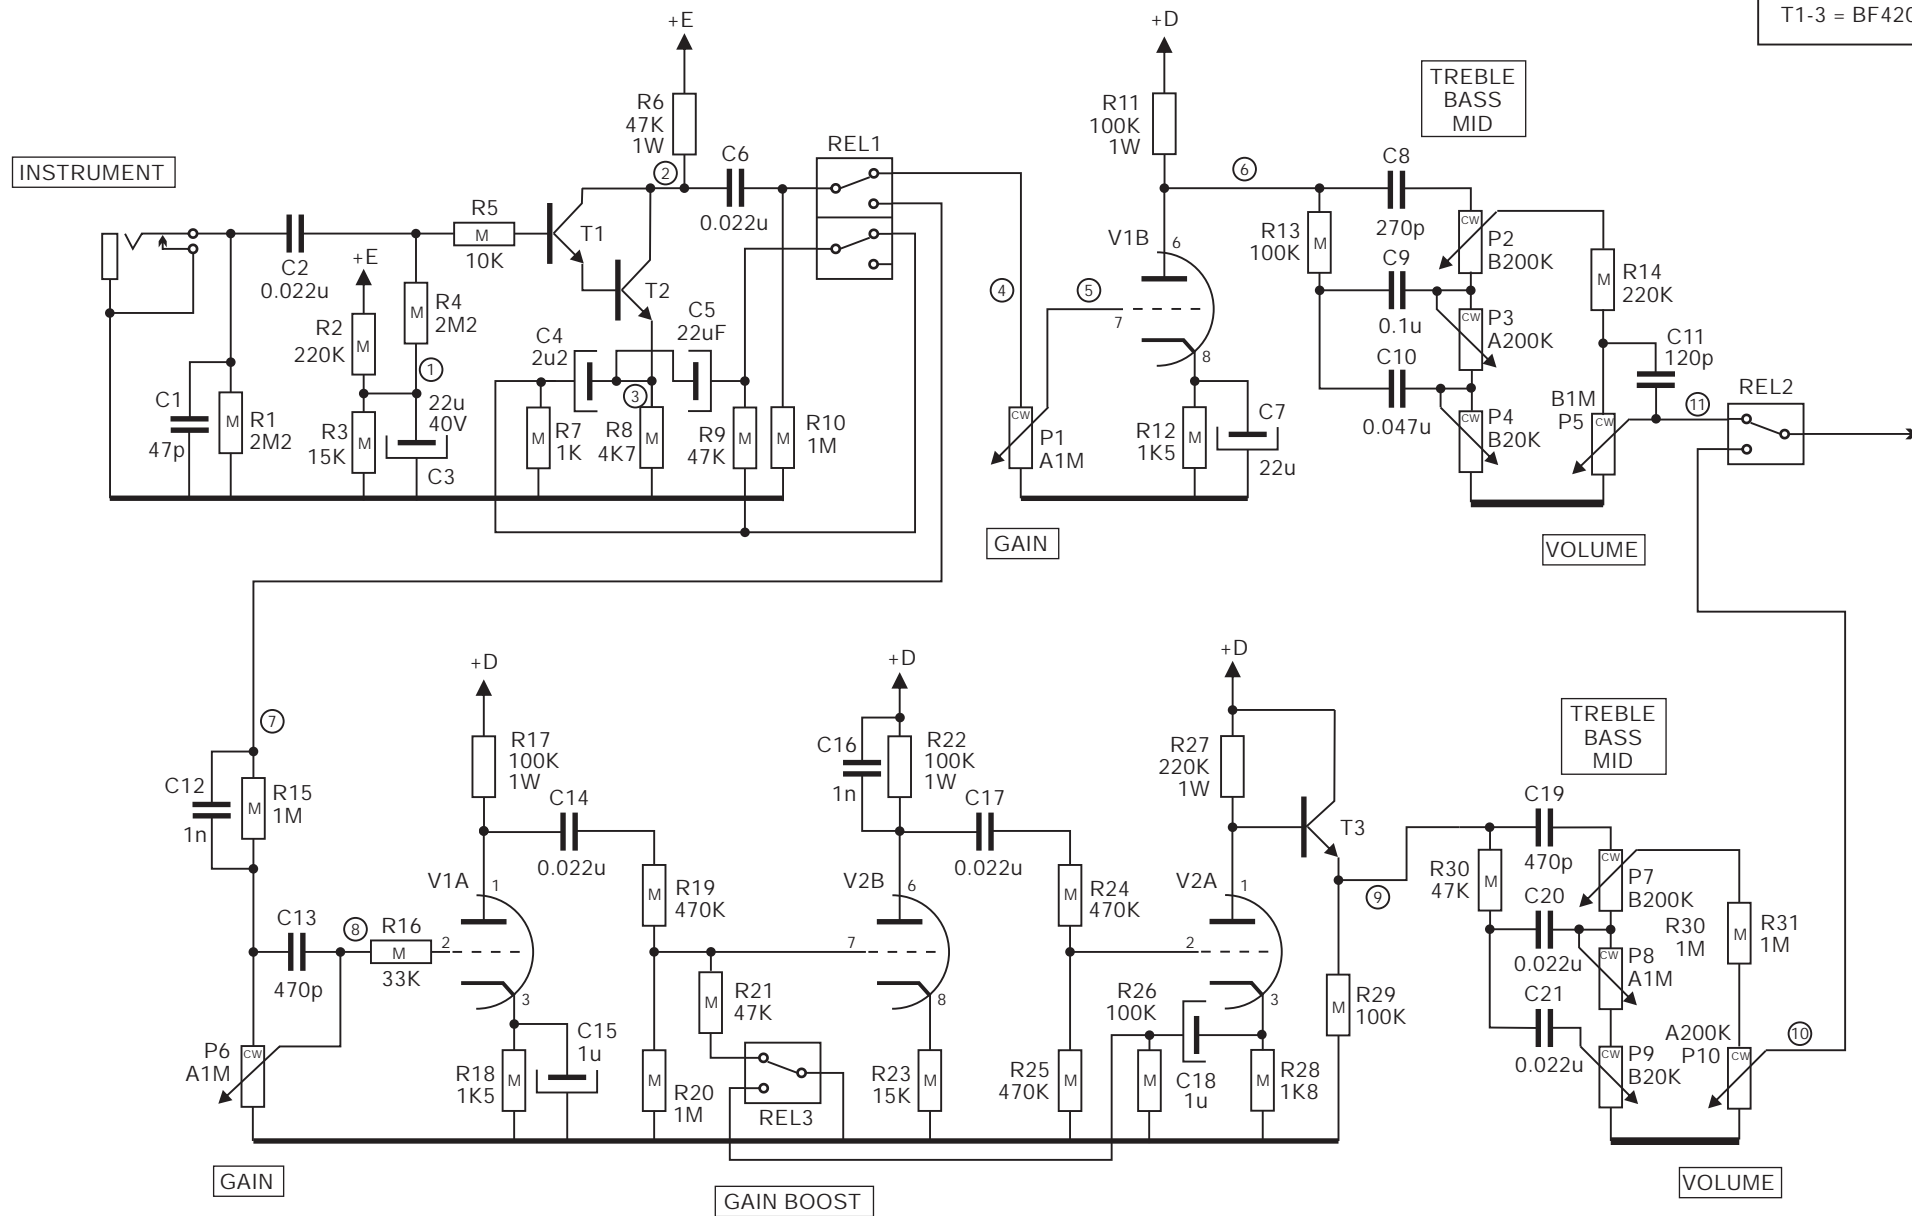 T1-3 = BF420
+E
+D
TREBLE
BASS
MID
R6
47K
1W
R11
100K
1W
C6
0.022u
REL1
2
6
C8
270p
INSTRUMENT
R5
M
10K
T1
T2
C2
0.022u
+E
R4
2M2
M
R2
220K
M
1
C4
2u2
C5
22uF
3
4
5
V1B
6
7
8
R13
100K
M
C9
0.1u
C10
0.047u
CW
P2
B200K
CW
P3
A200K
CW
P4
B20K
R14
220K
M
C11
120p
B1M
P5
CW
11
REL2
C1
47p
M
R1
2M2
R3
15K
M
22u
40V
C3
M
R7
1K
R8
4K7
M
R9
47K
M
M
R10
1M
CW
P1
A1M
R12
1K5
M
C7
22u
GAIN
VOLUME
7
C12
1n
M
R15
1M
+D
R17
100K
1W
C14
0.022u
+D
C16
1n
R22
100K
1W
C17
0.022u
+D
R27
220K
1W
T3
TREBLE
BASS
MID
C13
470p
8
R16
M
33K
V1A
1
2
3
M
R19
470K
V2B
6
7
8
M
R24
470K
V2A
1
2
3
9
R30
47K
M
C19
470p
C20
0.022u
C21
0.022u
CW
P7
B200K
CW
P8
A1M
CW
P9
B20K
R30
1M
M
R31
1M
A200K
P10
CW
10
P6
A1M
CW
R18
1K5
M
C15
1u
M
R20
1M
M
R21
47K
REL3
R23
15K
M
R25
470K
M
R26
100K
M
C18
1u
M
R28
1K8
M
R29
100K
GAIN
GAIN BOOST
VOLUME